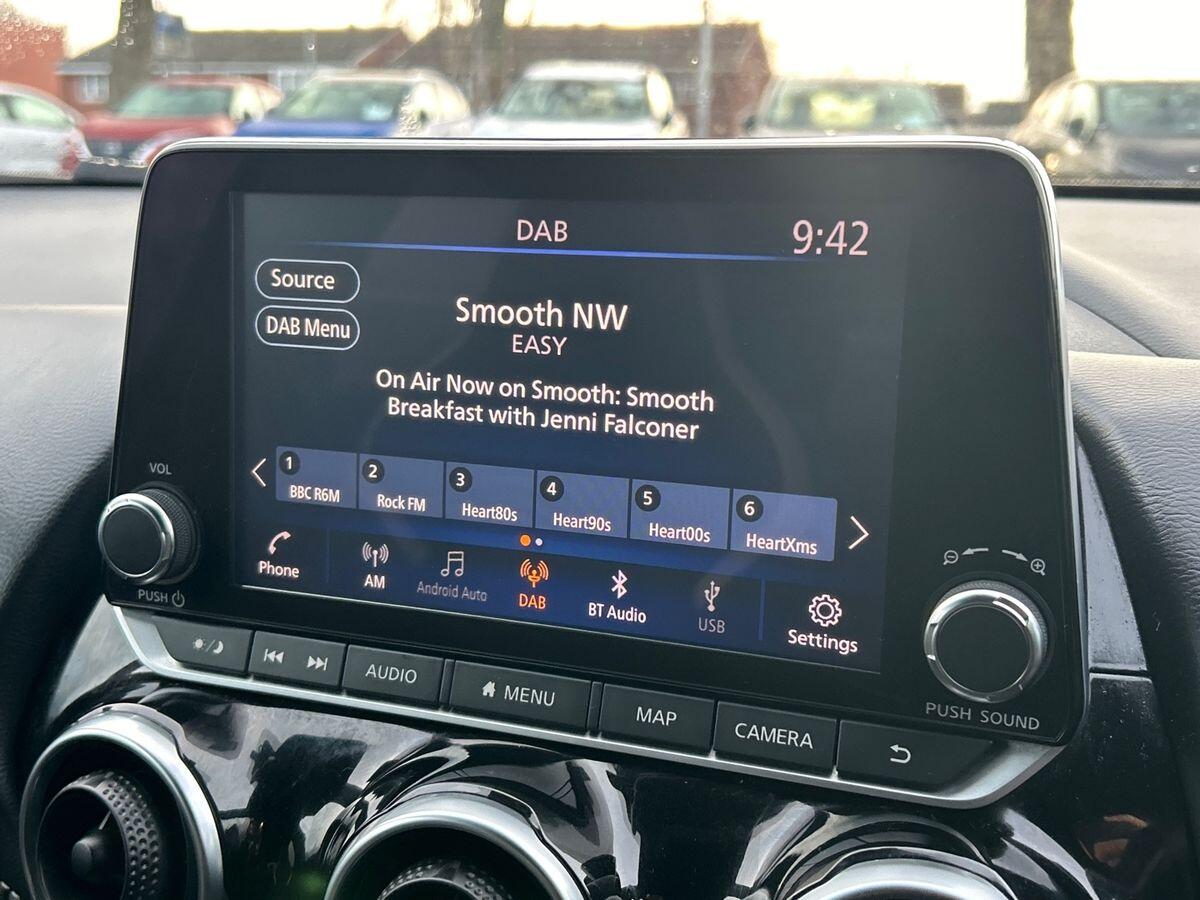 DAB
9:42
Source
DAB Menu
Smooth NW
EASY
On Air Now on Smooth: Smooth
Breakfast with Jenni Falconer
1
BBC R6M
2
Rock FM
3
Heart80s
4
Heart90s
5
Heart00s
6
HeartXms
Phone
AM
Android Auto
DAB
BT Audio
USB
Settings
VOL
PUSH
PUSH SOUND
AUDIO
MENU
MAP
CAMERA